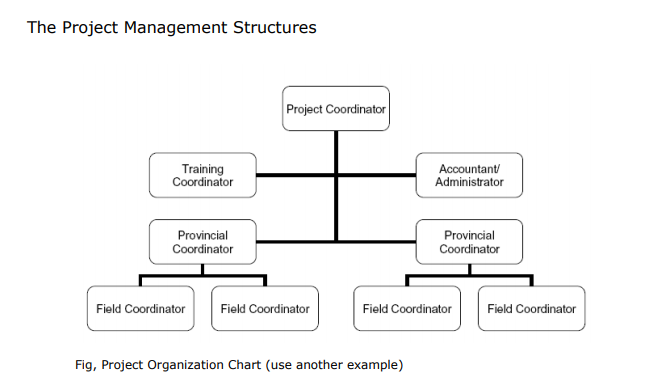 The Project Management Structures
Project Coordinator
Training
Coordinator
Accountant/
Administrator
Provincial
Coordinator
Provincial
Coordinator
Field Coordinator
Field Coordinator
Field Coordinator
Field Coordinator
Fig, Project Organization Chart (use another example)